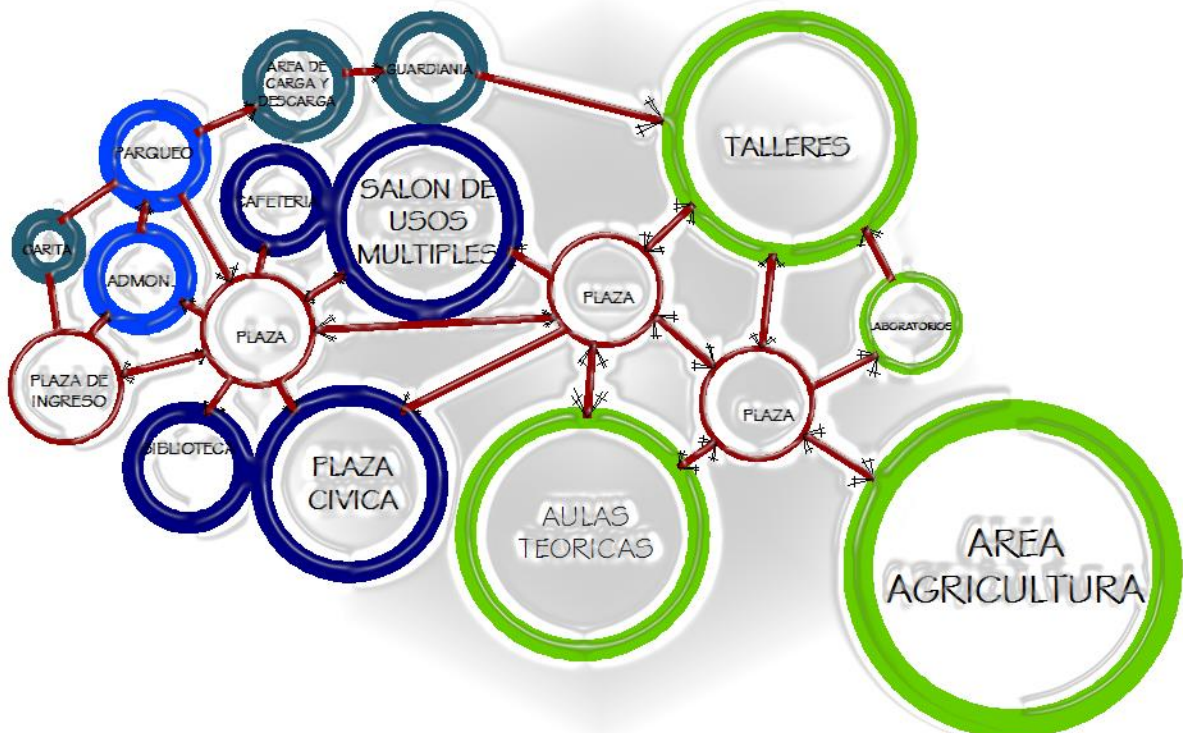 AREA DE
CARGA Y
DESCARGA
GUARDIANIA
PARQUEO
TALLERES
CAFETERIA
SALON DE
USOS
MULTIPLES
GARITA
ADMON.
PLAZA
PLAZA
LABORATORIOS
PLAZA DE
INGRESO
PLAZA
BIBLIOTECA
PLAZA
CIVICA
AULAS
TEORICAS
AREA
AGRICULTURA